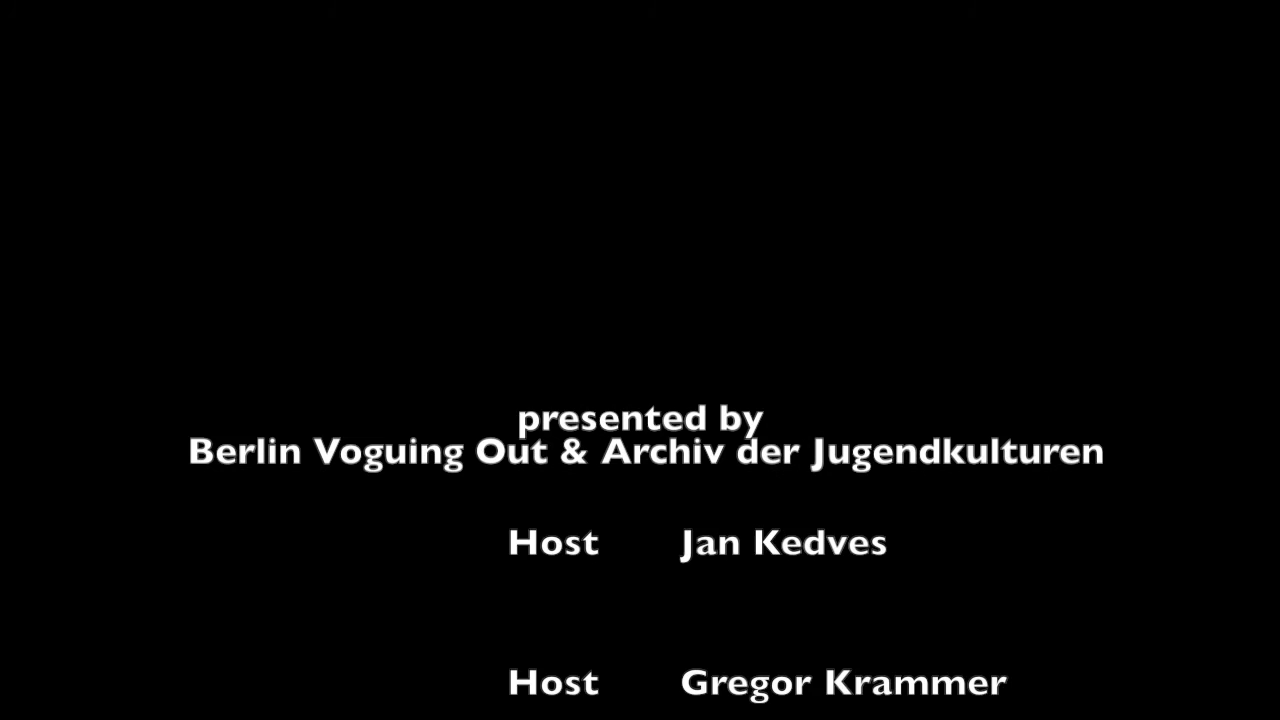 presented by
Berlin Voguing Out & Archiv der Jugendkulturen
Host Jan Kedves
Host Gregor Krammer